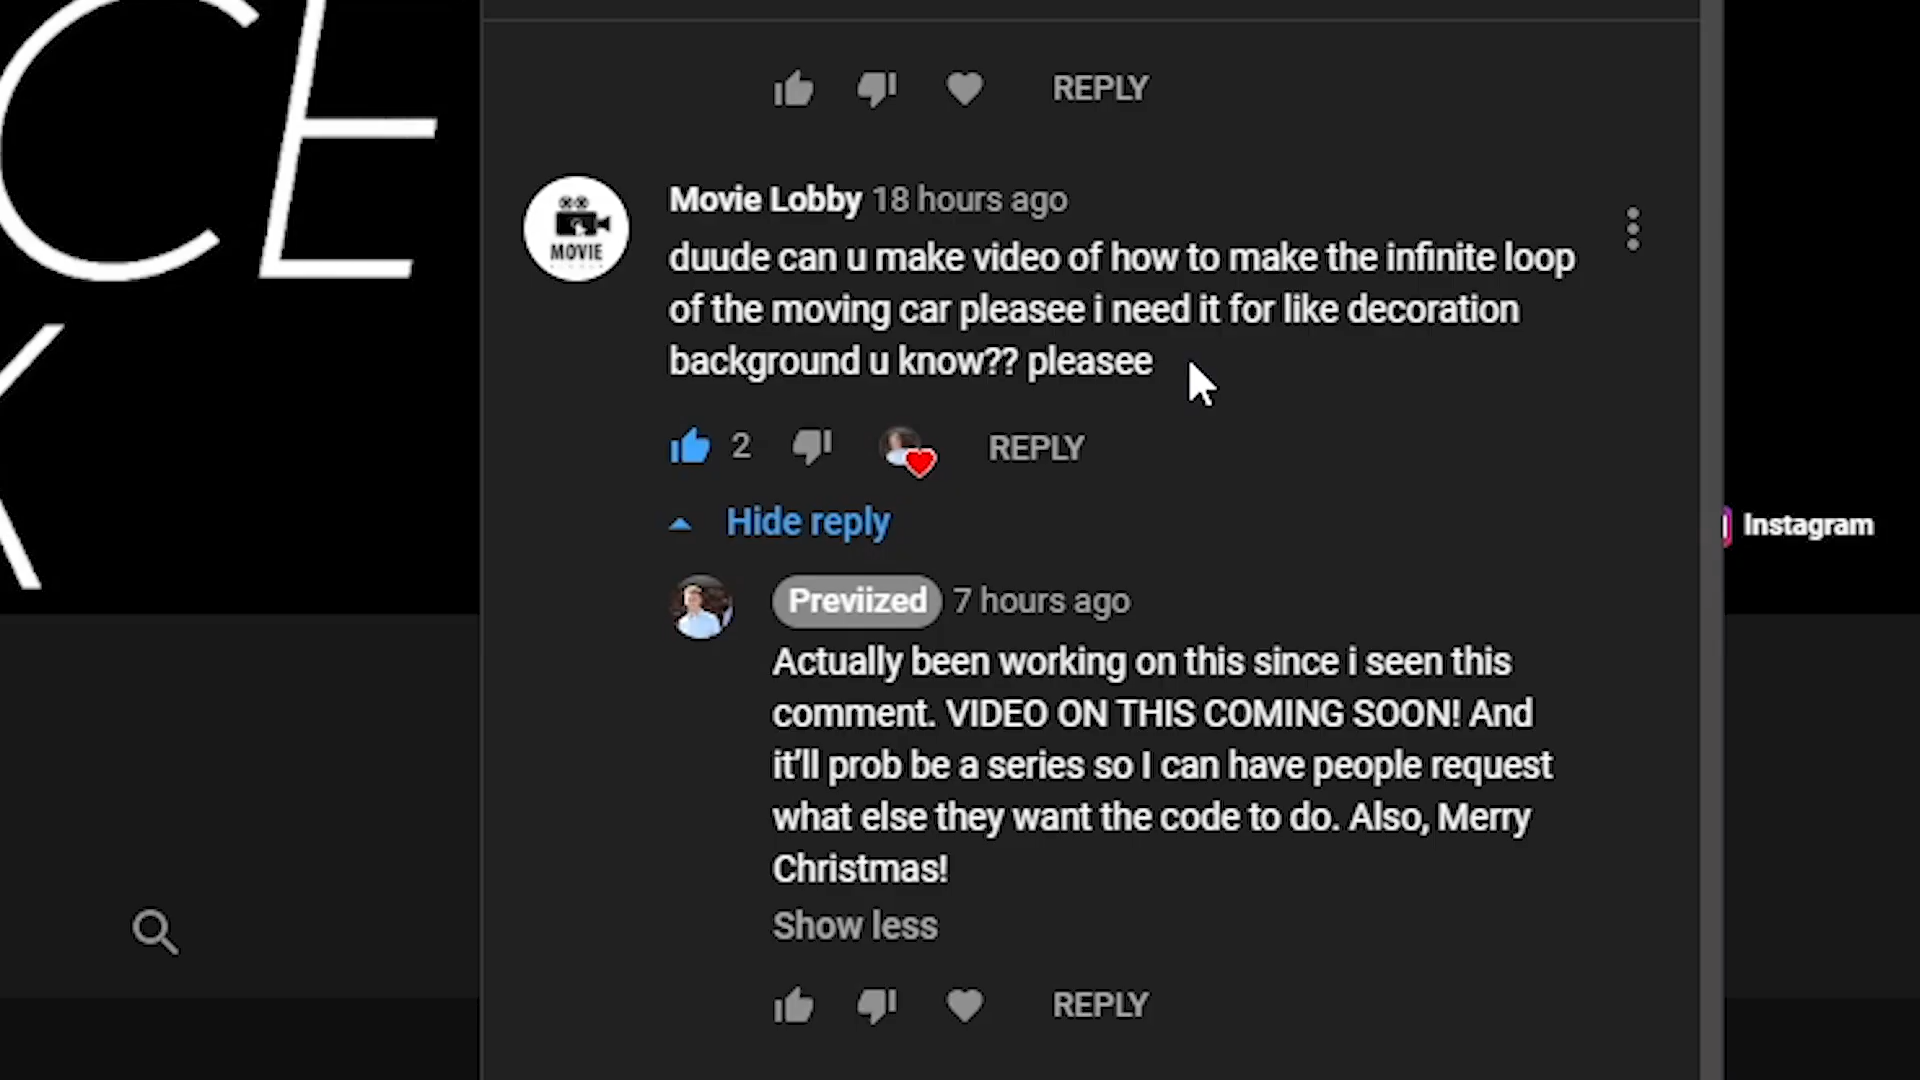 CE
K
REPLY
Movie Lobby 18 hours ago
MOVIE
duude can u make video of how to make the infinite loop
of the moving car pleasee i need it for like decoration
background u know?? pleasee
2 REPLY
Hide reply
Instagram
Previized 7 hours ago
Actually been working on this since i seen this
comment. VIDEO ON THIS COMING SOON! And
it'll prob be a series so I can have people request
what else they want the code to do. Also, Merry
Christmas!
Show less
REPLY